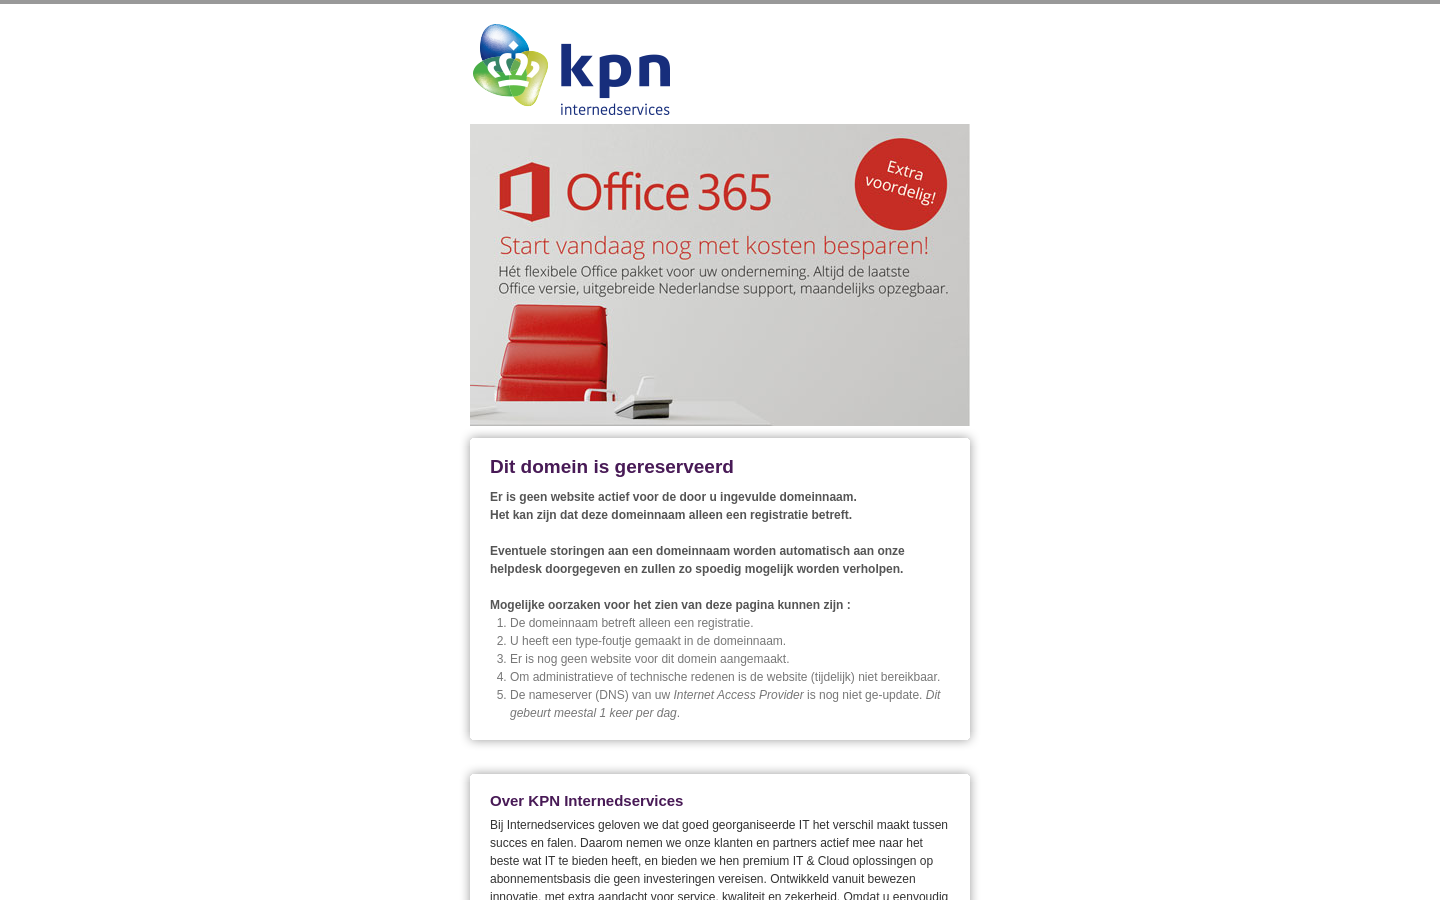 kpn
internedservices
Extra
voordelig!
Office 365
Start vandaag nog met kosten besparen!
Hét flexibele Office pakket voor uw onderneming. Altijd de laatste
Office versie, uitgebreide Nederlandse support, maandelijks opzegbaar.
Dit domein is gereserveerd
Er is geen website actief voor de door u ingevulde domeinnaam.
Het kan zijn dat deze domeinnaam alleen een registratie betreft.
Eventuele storingen aan een domeinnaam worden automatisch aan onze
helpdesk doorgegeven en zullen zo spoedig mogelijk worden verholpen.
Mogelijke oorzaken voor het zien van deze pagina kunnen zijn :
1. De domeinnaam betreft alleen een registratie.
2. U heeft een type-foutje gemaakt in de domeinnaam.
3. Er is nog geen website voor dit domein aangemaakt.
4. Om administratieve of technische redenen is de website (tijdelijk) niet bereikbaar.
5. De nameserver (DNS) van uw Internet Access Provider is nog niet ge-update. Dit
gebeurt meestal 1 keer per dag.
Over KPN Internedservices
Bij Internedservices geloven we dat goed georganiseerde IT het verschil maakt tussen
succes en falen. Daarom nemen we onze klanten en partners actief mee naar het
beste wat IT te bieden heeft, en bieden we hen premium IT & Cloud oplossingen op
abonnementsbasis die geen investeringen vereisen. Ontwikkeld vanuit bewezen
innovatie, met extra aandacht voor service, kwaliteit en zekerheid. Omdat u eenvoudig